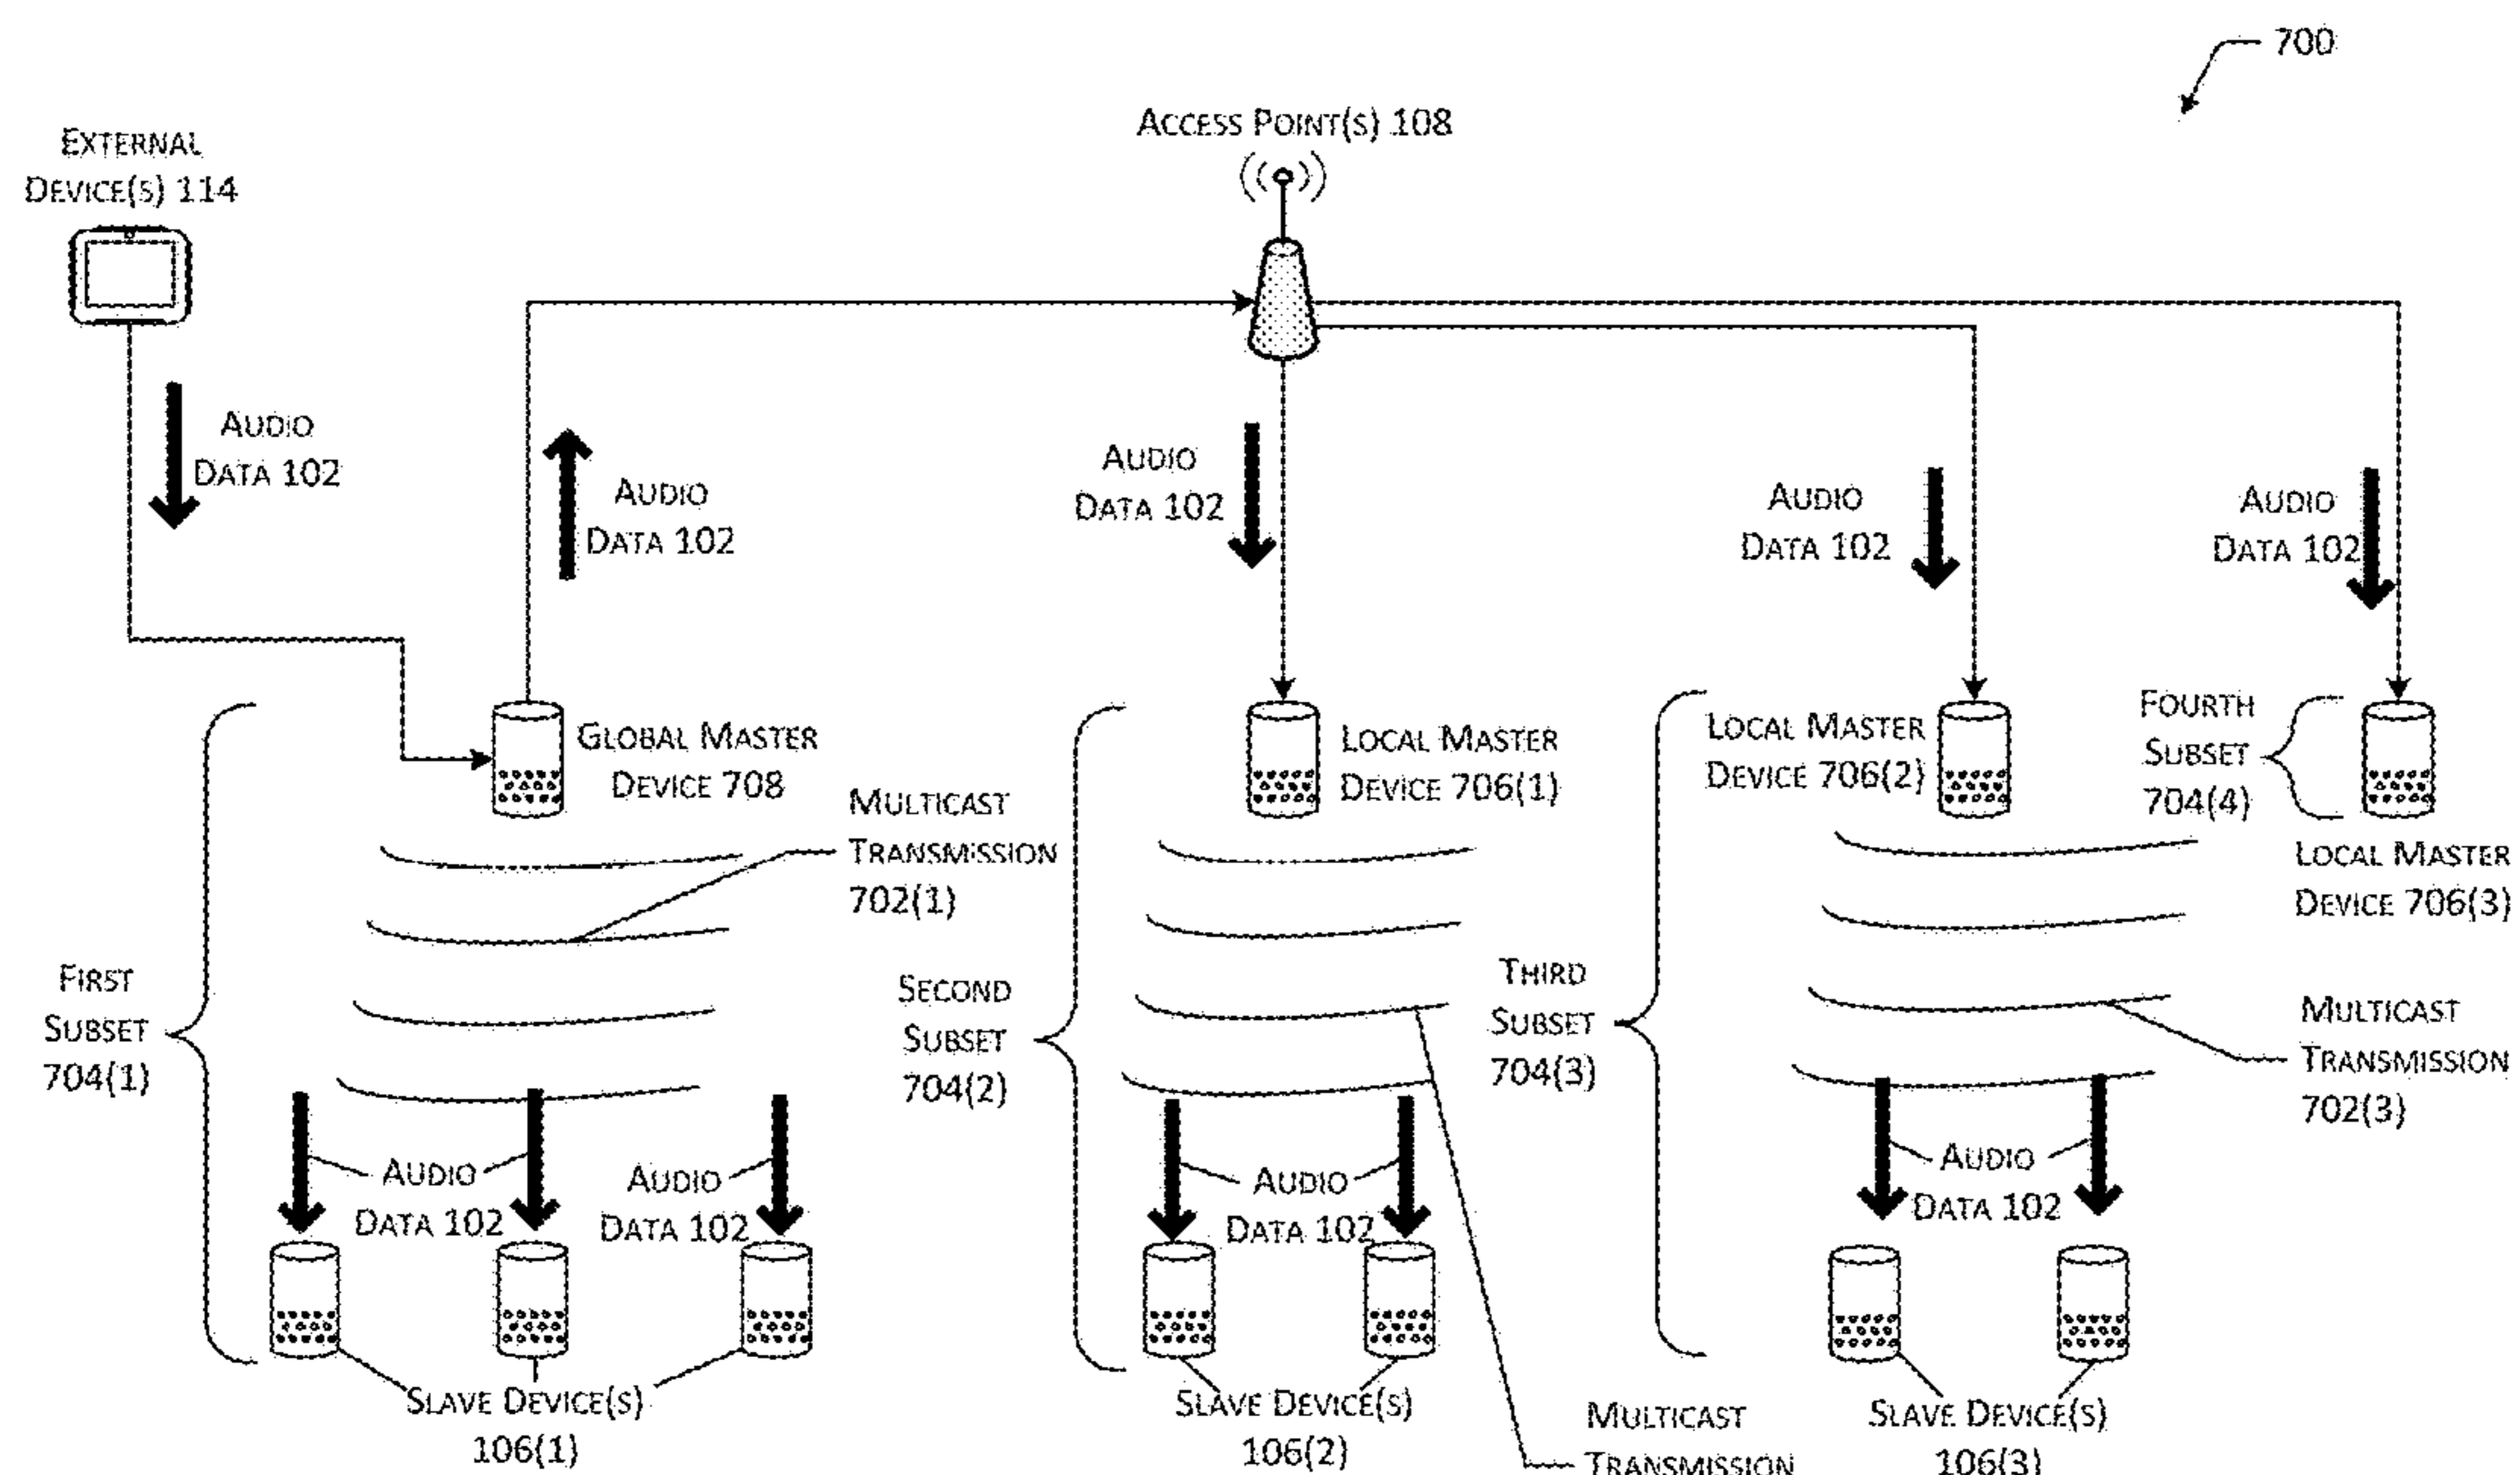 700
ACCESS POINT(S) 108
EXTERNAL
DEVICE(S) 114
AUDIO
DATA 102
AUDIO
DATA 102
AUDIO
DATA 102
AUDIO
DATA 102
AUDIO
DATA 102
GLOBAL MASTER
DEVICE 708
LOCAL MASTER
DEVICE 706(1)
LOCAL MASTER
DEVICE 706(2)
FOURTH
SUBSET
704(4)
LOCAL MASTER
DEVICE 706(3)
MULTICAST
TRANSMISSION
702(1)
FIRST
SUBSET
704(1)
SECOND
SUBSET
704(2)
THIRD
SUBSET
704(3)
MULTICAST
TRANSMISSION
702(3)
AUDIO
DATA 102
AUDIO
DATA 102
AUDIO
DATA 102
AUDIO
DATA 102
SLAVE DEVICE(S)
106(1)
SLAVE DEVICE(S)
106(2)
MULTICAST
TRANSMISSION
SLAVE DEVICE(S)
106(3)